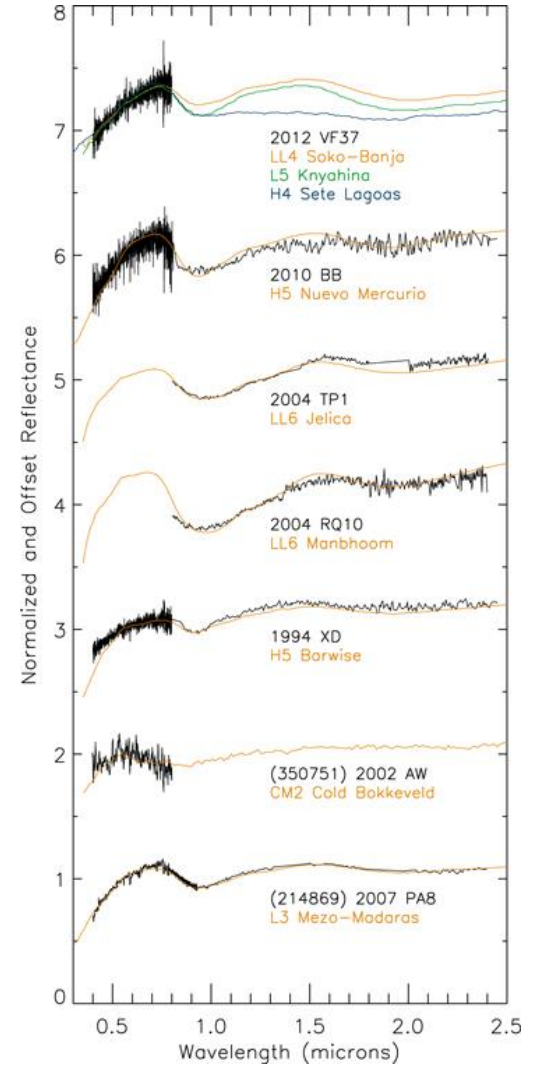 8
7
2012 VF37
LL4 Soko-Banja
L5 Knyahina
H4 Sete Lagoas
6
2010 BB
H5 Nuevo Mercurio
5
2004 TP1
LL6 Jelica
4
2004 RQ10
LL6 Manbhoom
3
1994 XD
H5 Barwise
2
(350751) 2002 AW
CM2 Cold Bokkeveld
1
(214869) 2007 PA8
L3 Mezo-Madaras
0
Normalized and Offset Reflectance
0.5 1.0 1.5 2.0 2.5
Wavelength (microns)